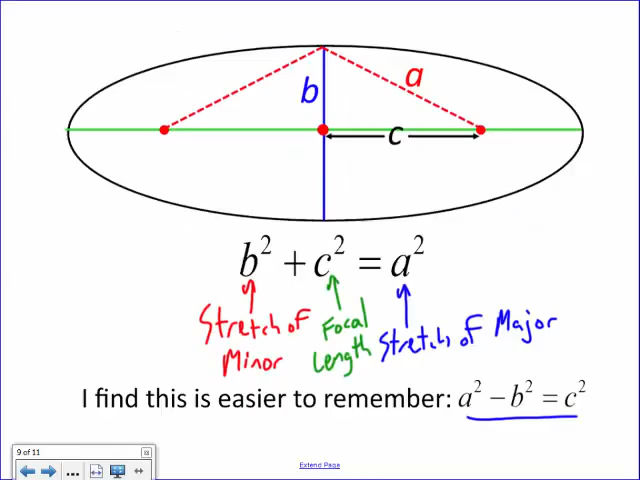 b
a
c
b² + c² = a²
Stretch of Minor
Focal Length
Stretch of Major
I find this is easier to remember: a² − b² = c²
9 of 11
...
Extend Page